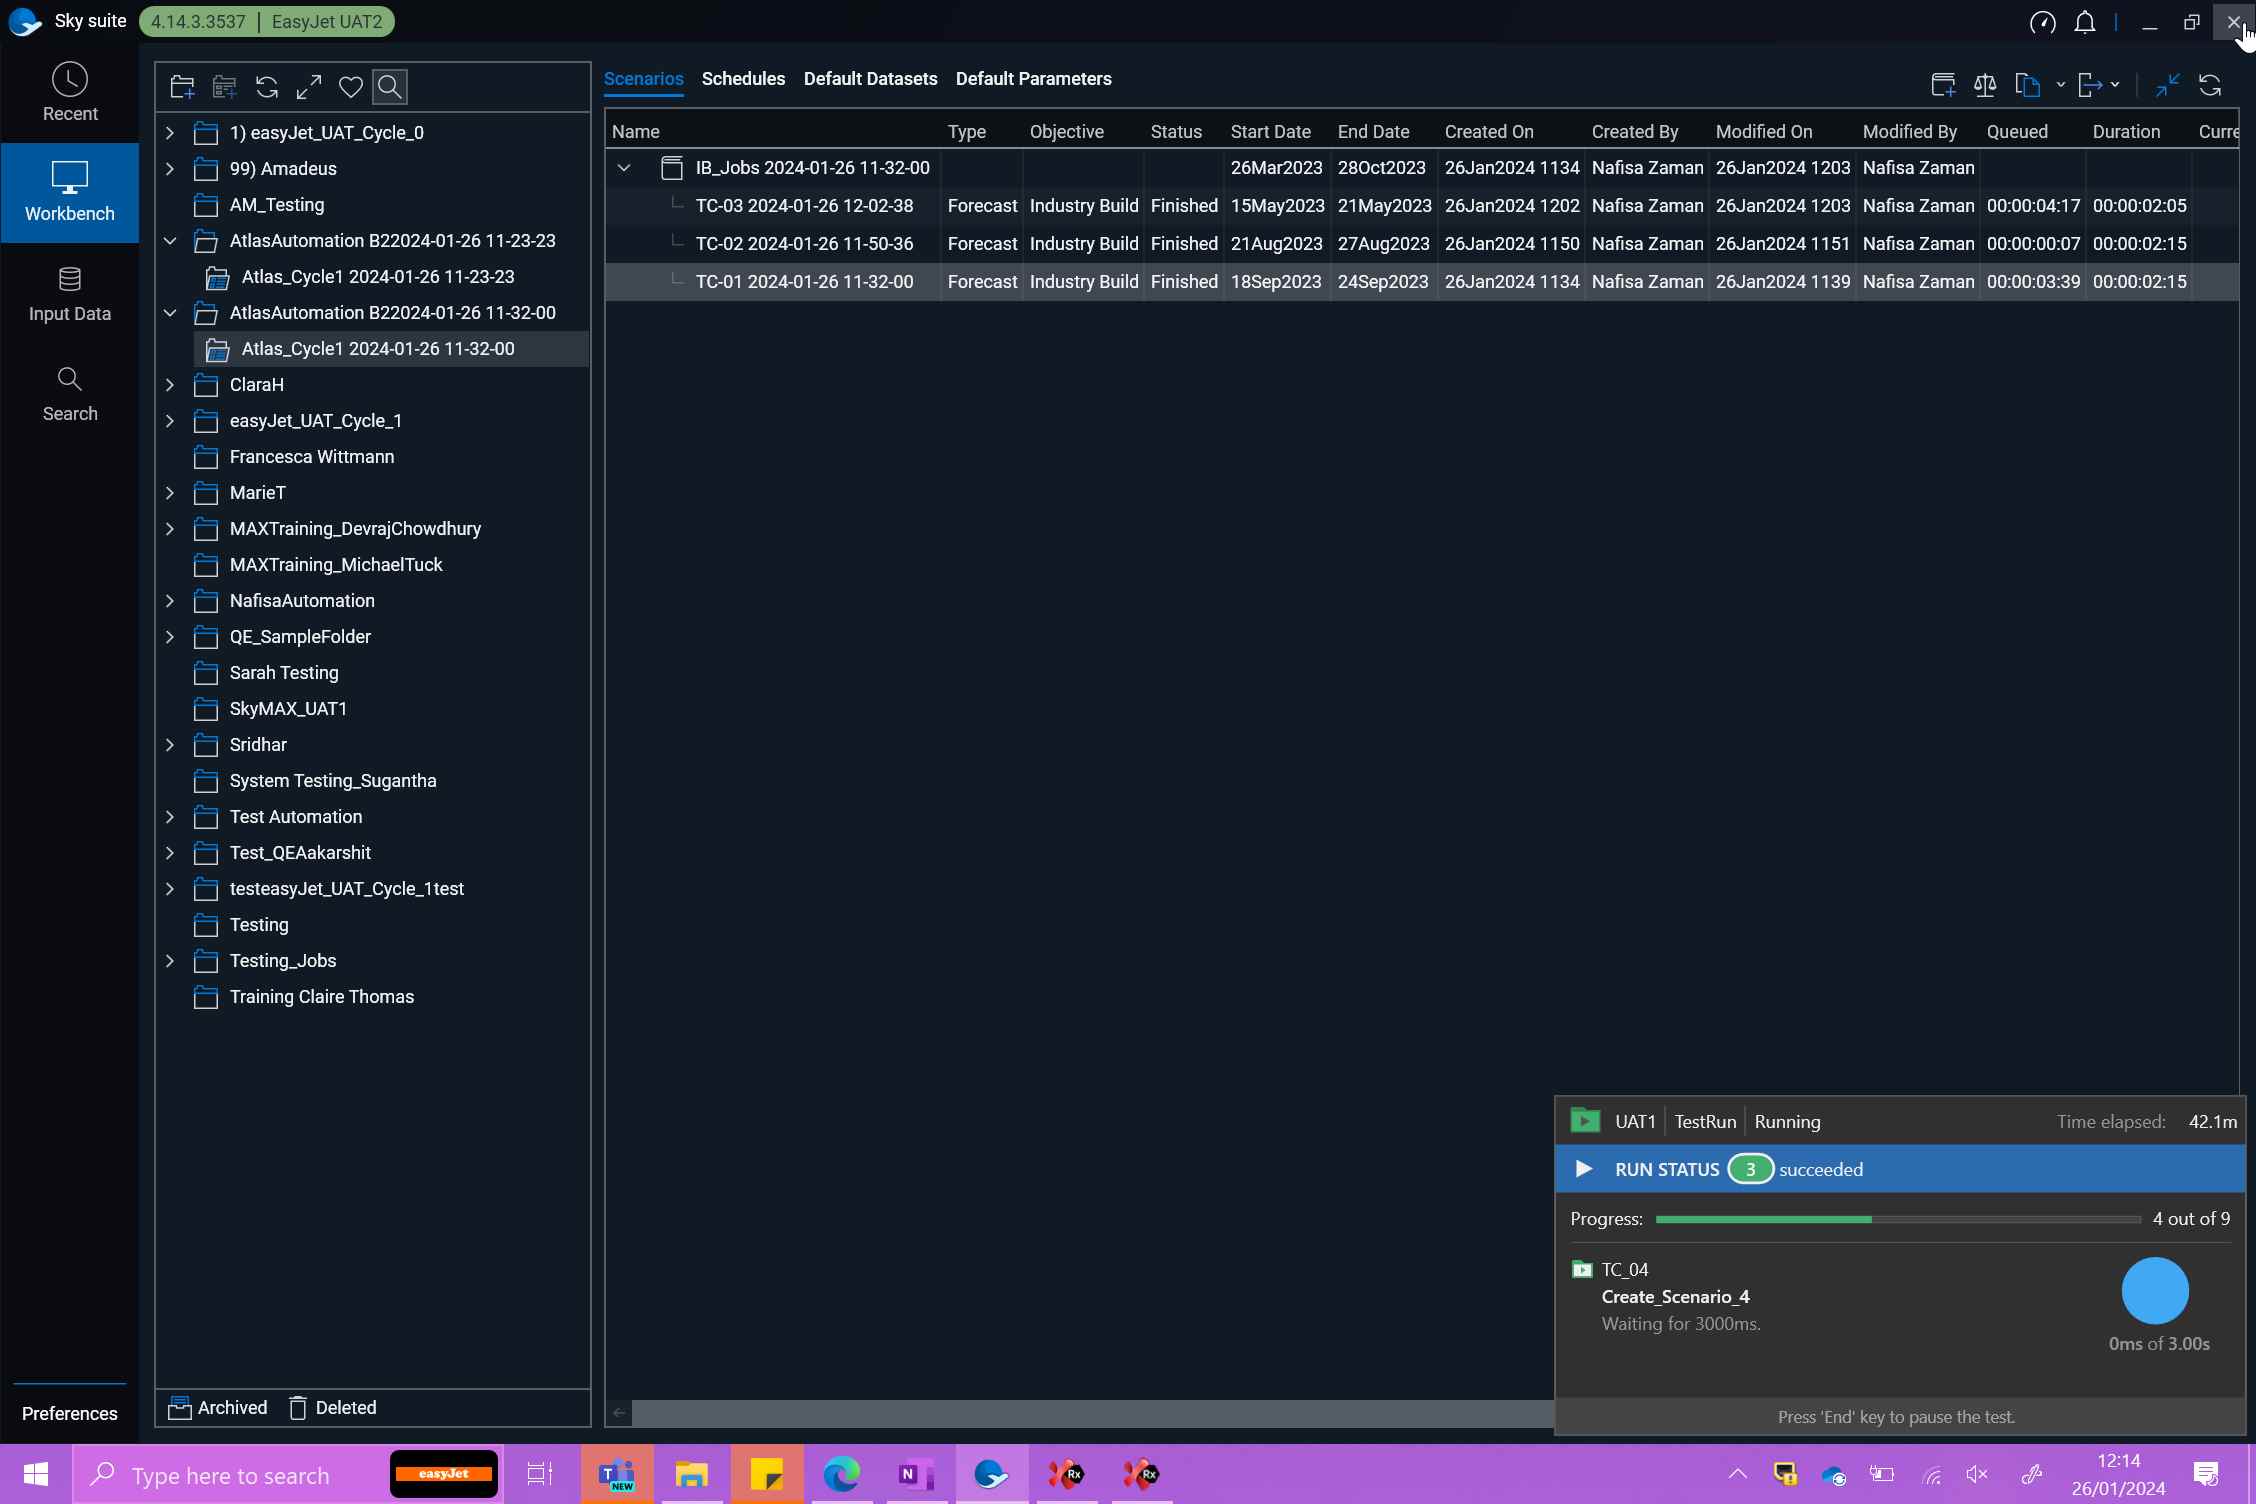 Sky suite 4.14.3.3537 | EasyJet UAT2
Recent
Workbench
Input Data
Search
Preferences
1) easyJet_UAT_Cycle_0
99) Amadeus
AM_Testing
AtlasAutomation B22024-01-26 11-23-23
Atlas_Cycle1 2024-01-26 11-23-23
AtlasAutomation B22024-01-26 11-32-00
Atlas_Cycle1 2024-01-26 11-32-00
ClaraH
easyJet_UAT_Cycle_1
Francesca Wittmann
MarieT
MAXTraining_DevrajChowdhury
MAXTraining_MichaelTuck
NafisaAutomation
QE_SampleFolder
Sarah Testing
SkyMAX_UAT1
Sridhar
System Testing_Sugantha
Test Automation
Test_QEAakarshit
testeasyJet_UAT_Cycle_1test
Testing
Testing_Jobs
Training Claire Thomas
Archived Deleted
Scenarios Schedules Default Datasets Default Parameters
Name Type Objective Status Start Date End Date Created On Created By Modified On Modified By Queued Duration Curre
IB_Jobs 2024-01-26 11-32-00 26Mar2023 28Oct2023 26Jan2024 1134 Nafisa Zaman 26Jan2024 1203 Nafisa Zaman
TC-03 2024-01-26 12-02-38 Forecast Industry Build Finished 15May2023 21May2023 26Jan2024 1202 Nafisa Zaman 26Jan2024 1203 Nafisa Zaman 00:00:04:17 00:00:02:05
TC-02 2024-01-26 11-50-36 Forecast Industry Build Finished 21Aug2023 27Aug2023 26Jan2024 1150 Nafisa Zaman 26Jan2024 1151 Nafisa Zaman 00:00:00:07 00:00:02:15
TC-01 2024-01-26 11-32-00 Forecast Industry Build Finished 18Sep2023 24Sep2023 26Jan2024 1134 Nafisa Zaman 26Jan2024 1139 Nafisa Zaman 00:00:03:39 00:00:02:15
UAT1 | TestRun | Running Time elapsed: 42.1m
RUN STATUS 3 succeeded
Progress: 4 out of 9
TC_04
Create_Scenario_4
Waiting for 3000ms.
0ms of 3.00s
Press 'End' key to pause the test.
Type here to search
easyJet
T
NEW
N
Rx
Rx
12:14
26/01/2024